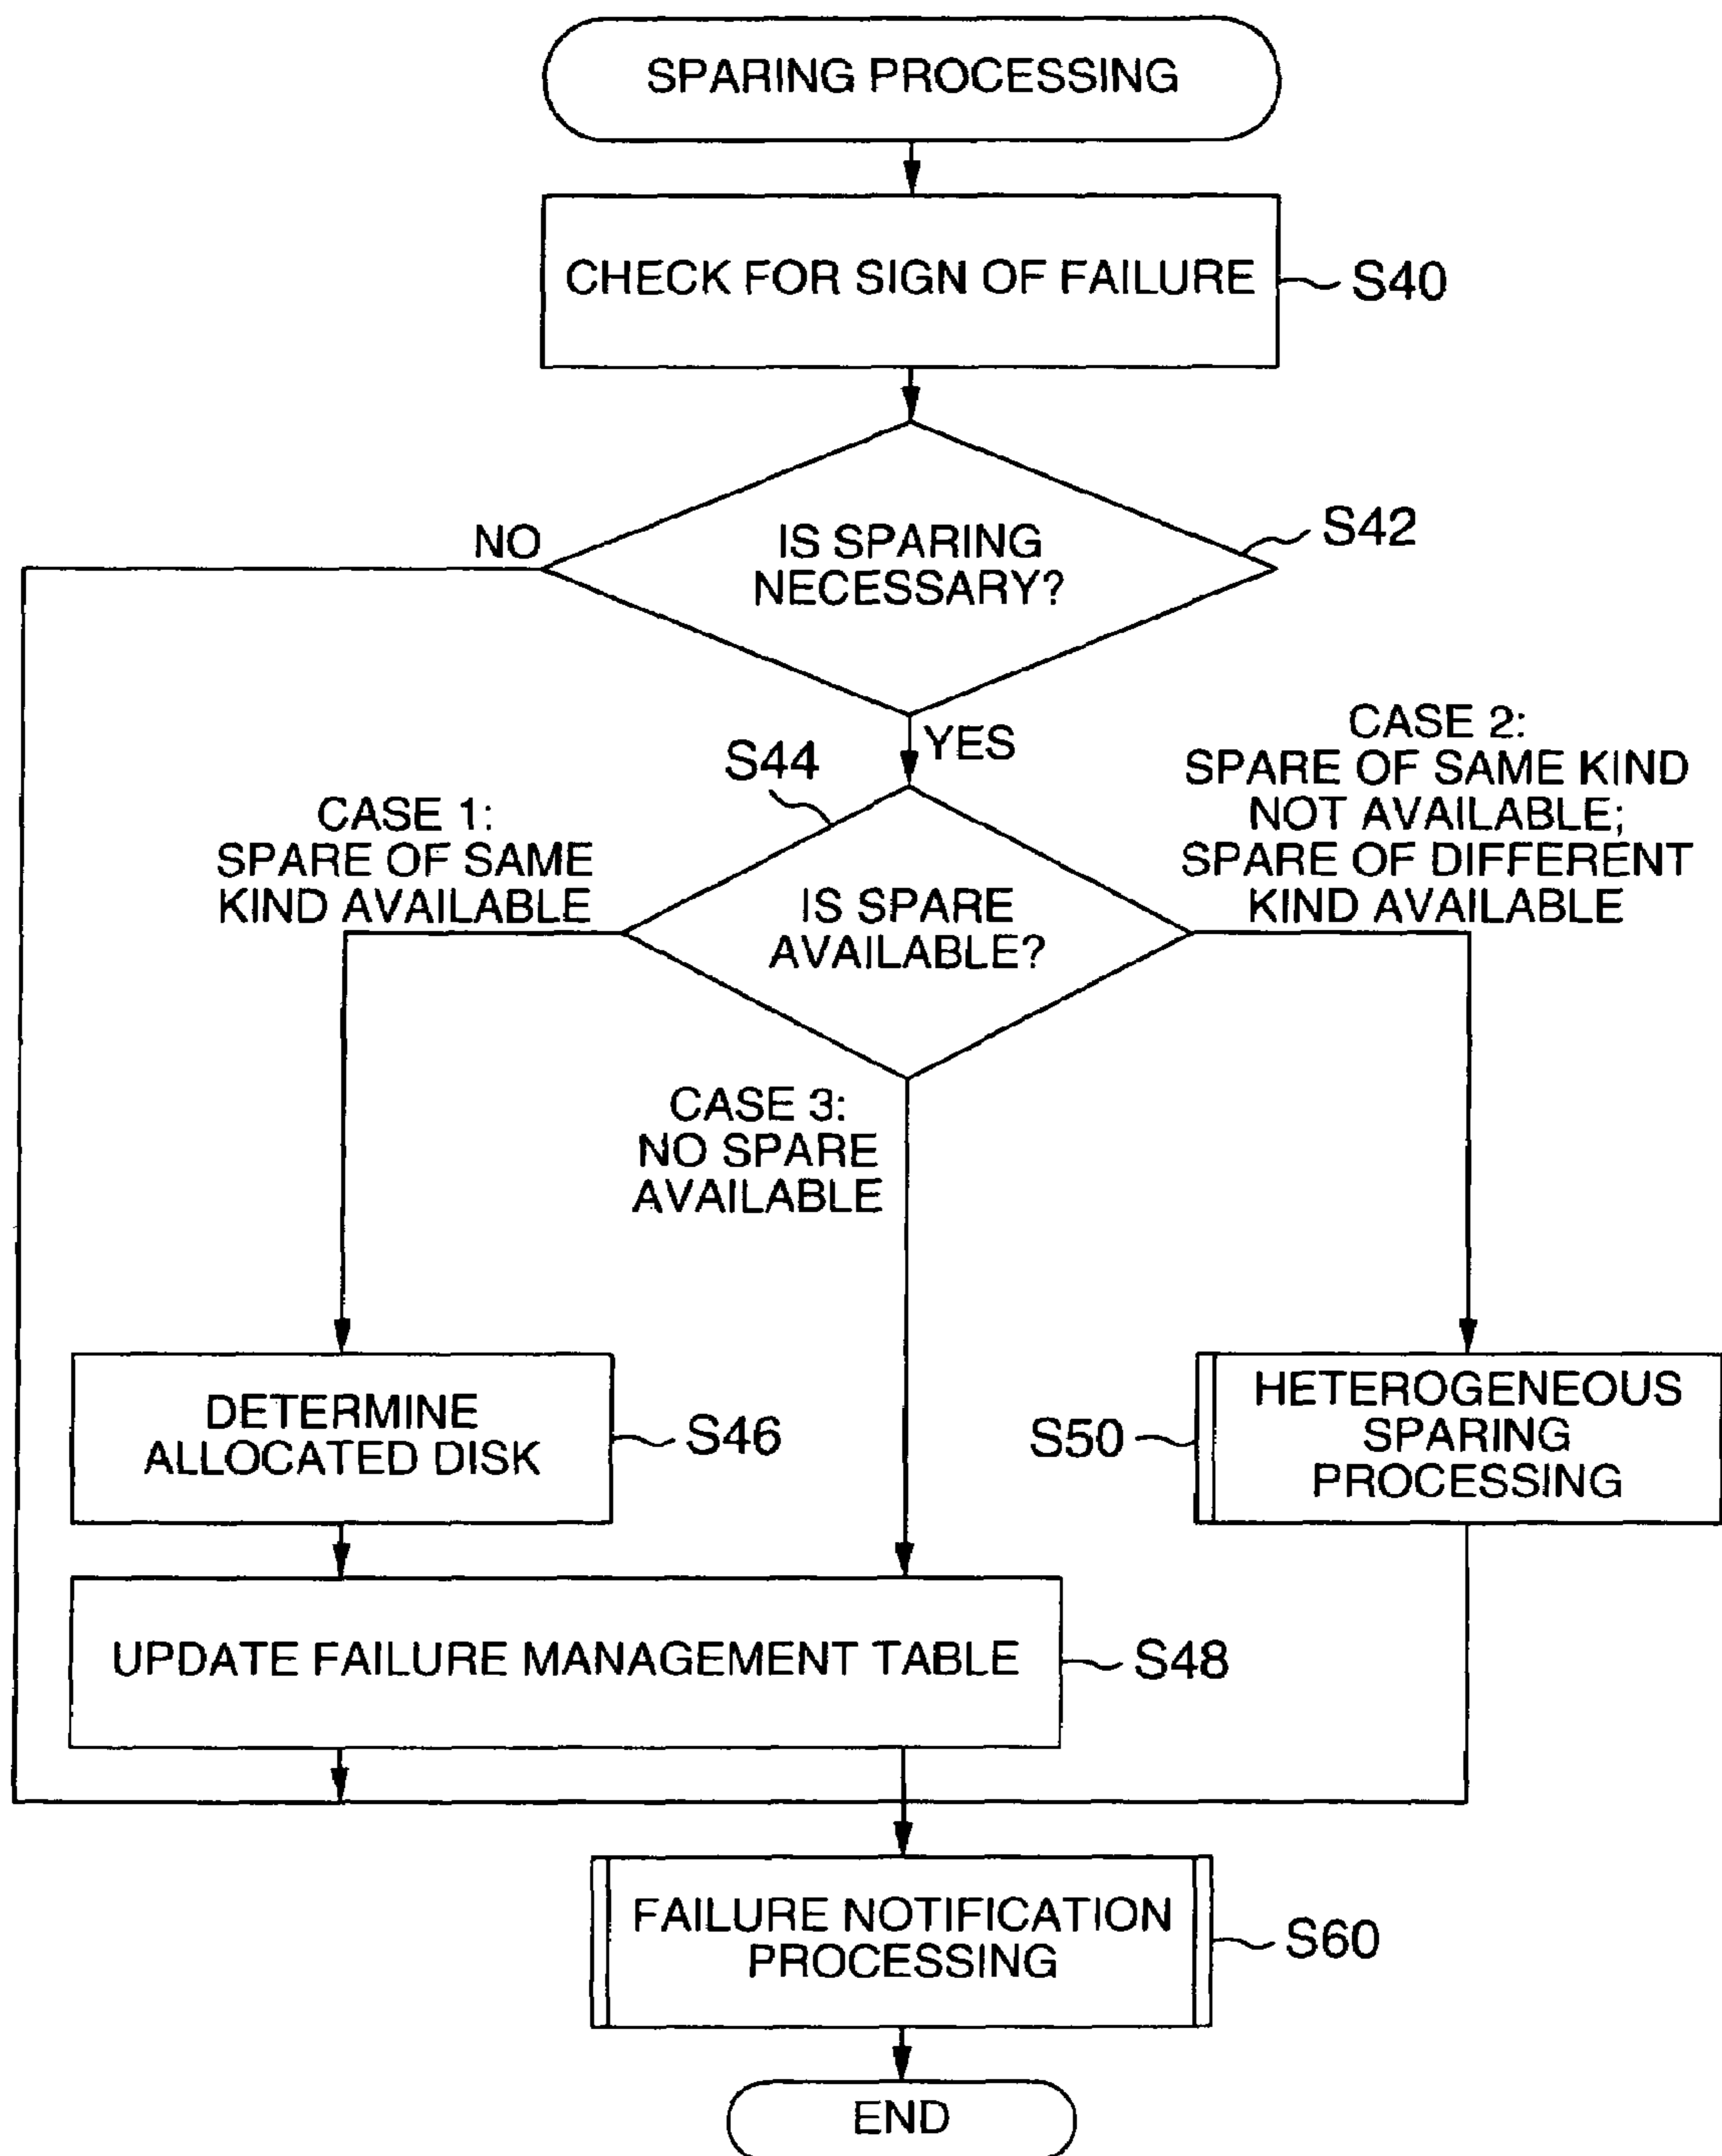 SPARING PROCESSING
CHECK FOR SIGN OF FAILURE
S40
IS SPARING
NECESSARY?
S42
NO
YES
S44
CASE 1:
SPARE OF SAME
KIND AVAILABLE
CASE 2:
SPARE OF SAME KIND
NOT AVAILABLE;
SPARE OF DIFFERENT
KIND AVAILABLE
IS SPARE
AVAILABLE?
CASE 3:
NO SPARE
AVAILABLE
DETERMINE
ALLOCATED DISK
S46
S50
HETEROGENEOUS
SPARING
PROCESSING
UPDATE FAILURE MANAGEMENT TABLE
S48
FAILURE NOTIFICATION
PROCESSING
S60
END